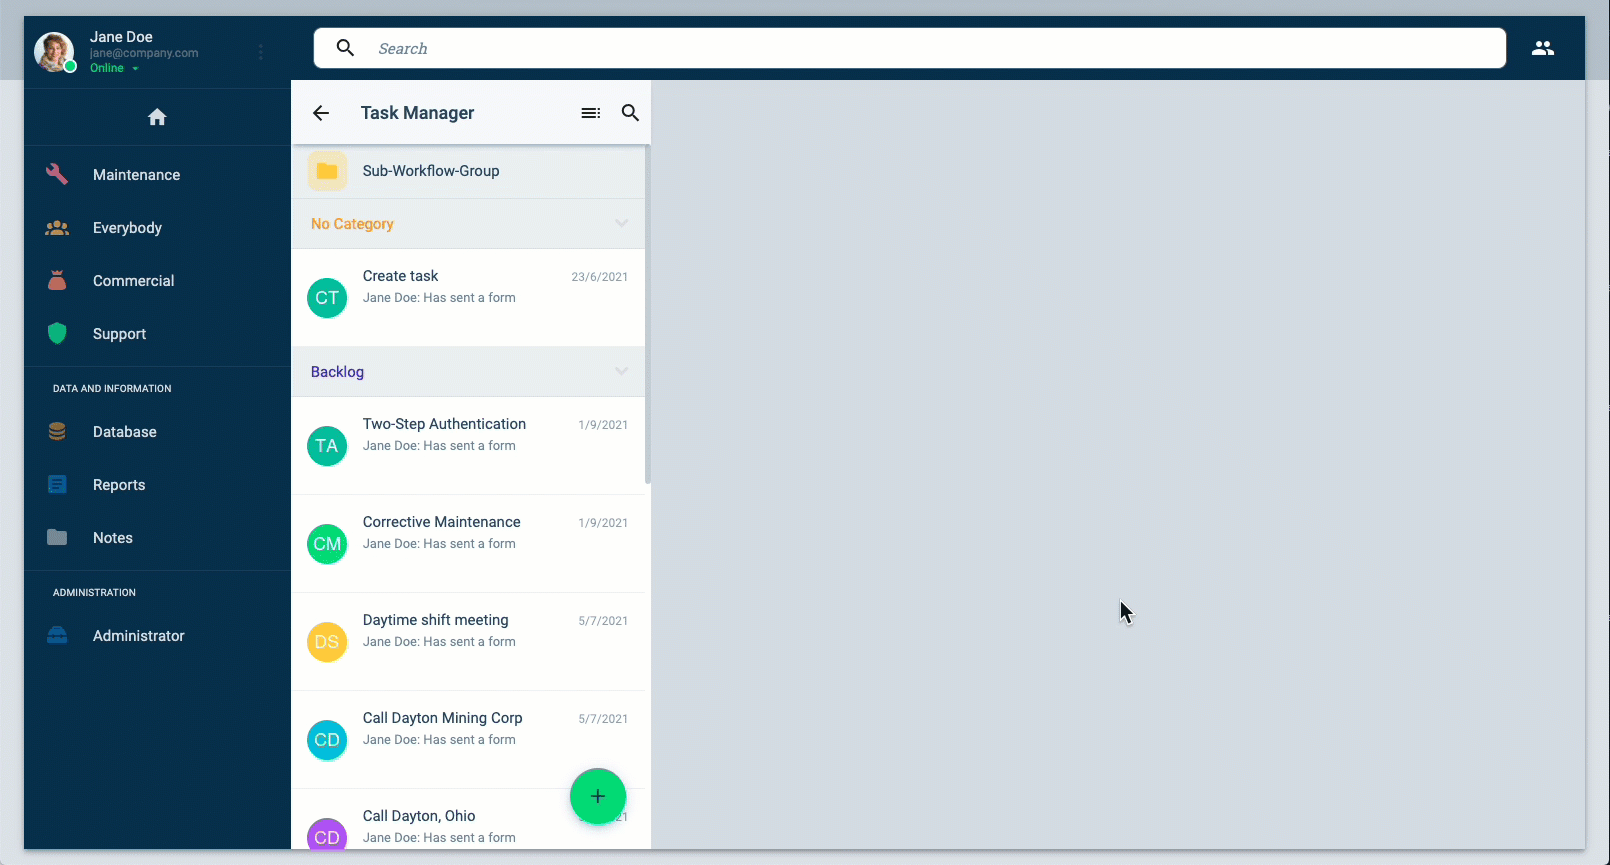 Jane Doe
jane@company.com
Online
Search
Maintenance
Everybody
Commercial
Support
DATA AND INFORMATION
Database
Reports
Notes
ADMINISTRATION
Administrator
Task Manager
Sub-Workflow-Group
No Category
CT
Create task
23/6/2021
Jane Doe: Has sent a form
Backlog
TA
Two-Step Authentication
1/9/2021
Jane Doe: Has sent a form
CM
Corrective Maintenance
1/9/2021
Jane Doe: Has sent a form
DS
Daytime shift meeting
5/7/2021
Jane Doe: Has sent a form
CD
Call Dayton Mining Corp
5/7/2021
Jane Doe: Has sent a form
CD
Call Dayton, Ohio
Jane Doe: Has sent a form
+